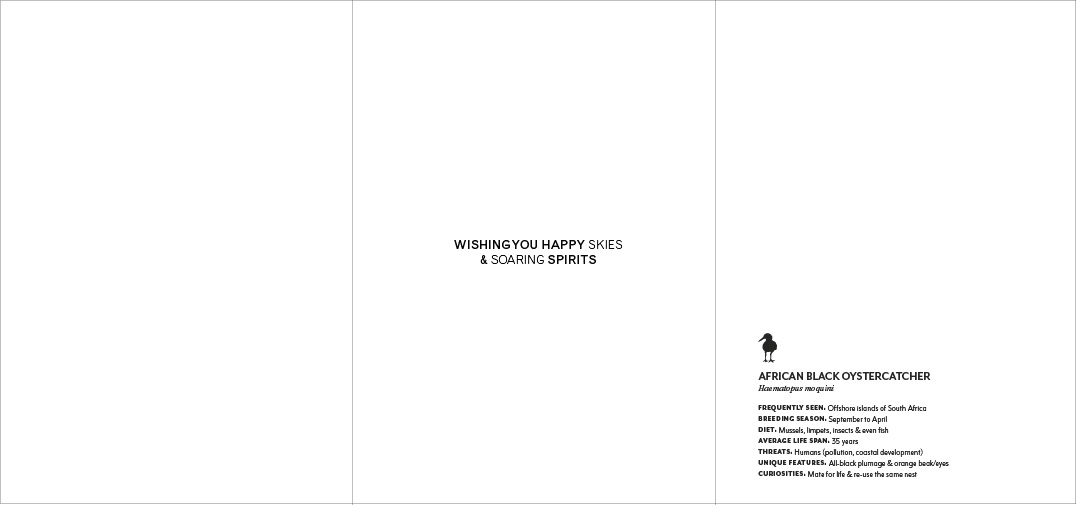 WISHING YOU HAPPY SKIES
& SOARING SPIRITS
AFRICAN BLACK OYSTERCATCHER
Haematopus moquini
FREQUENTLY SEEN: Offshore islands of South Africa
BREEDING SEASON: September to April
DIET: Mussels, limpets, insects & even fish
AVERAGE LIFE SPAN: 35 years
THREATS: Humans (pollution, coastal development)
UNIQUE FEATURES: All-black plumage & orange beak/eyes
CURIOSITIES: Mate for life & re-use the same nest